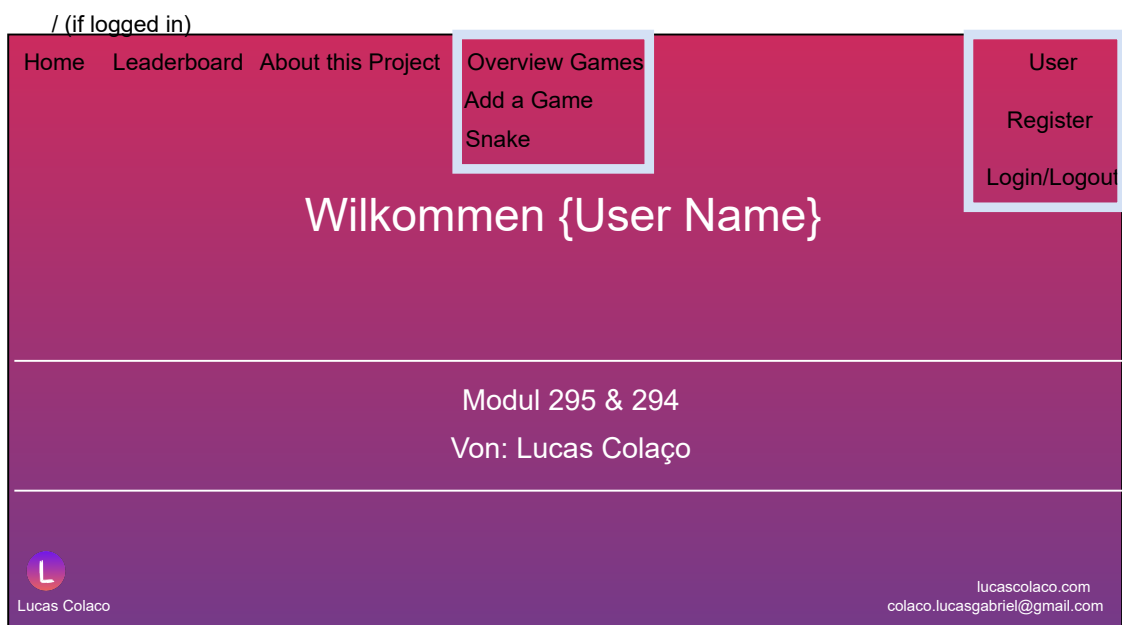 / (if logged in)
Home Leaderboard About this Project Overview Games User
Add a Game
Register
Snake
Login/Logout
Wilkommen {User Name}
Modul 295 & 294
Von: Lucas Colaço
L
Lucas Colaco
lucascolaco.com
colaco.lucasgabriel@gmail.com